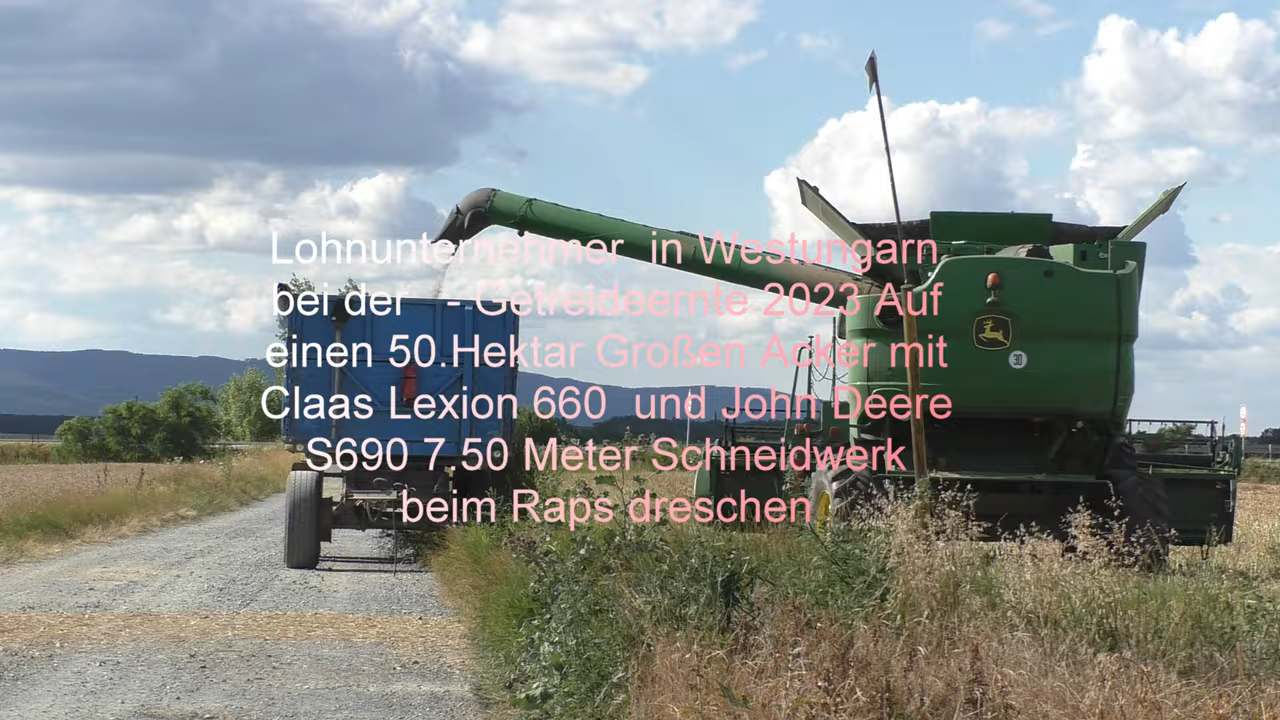 Lohnunternehmer in Westungarn
bei der - Getreideernte 2023 Auf
einen 50.Hektar Großen Acker mit
Claas Lexion 660 und John Deere
S690 7 50 Meter Schneidwerk
beim Raps dreschen
30